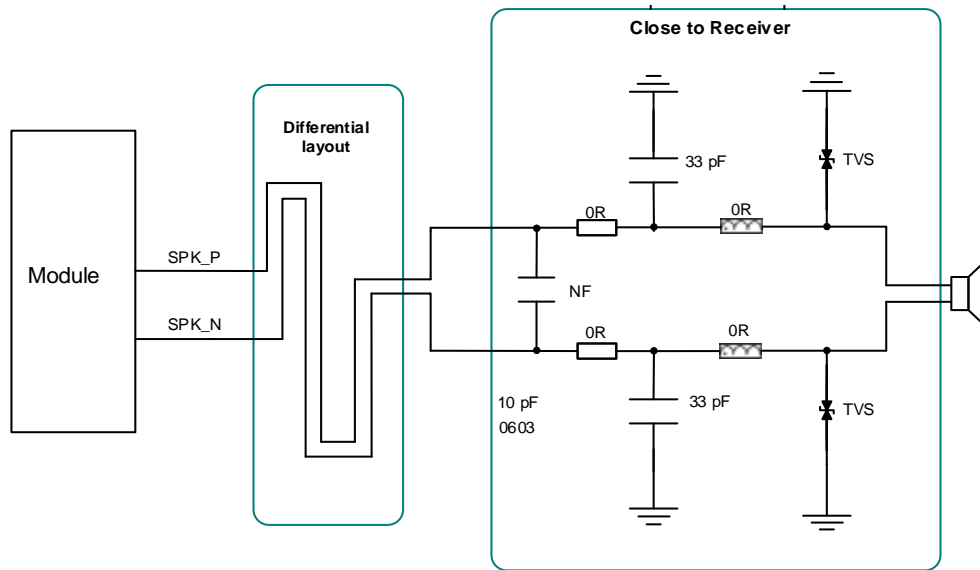 Close to Receiver
Differential
layout
33 pF
TVS
0R
0R
SPK_P
Module
NF
SPK_N
0R
0R
10 pF
0603
33 pF
TVS